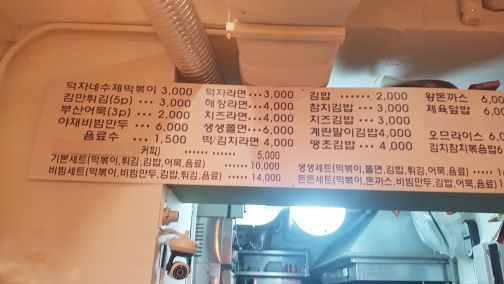 덕자네수제떡볶이 3,000
김만튀김(5p) ... 3,000
부산어묵(3p) ... 2,000
야채비빔만두 ... 6,000
음료수 ... 1,500
커피 5,000
기본세트(떡볶이,튀김,김밥,어묵,음료) ...... 10,000
비빔세트(떡볶이,비빔만두,김밥,튀김,음료) ...... 14,000
덕자라면...3,000
해장라면...4,000
치즈라면...4,000
생생쫄면...6,000
떡/김치라면 4,000
김밥 ...... 2,000
참치김밥 ... 3,000
치즈김밥 ... 3,000
계란말이김밥4,000
땡초김밥 ... 4,000
생생세트(떡볶이,쫄면,김밥,튀김,어묵,음료)
든든세트(떡볶이,돈까스,비빔만두,김밥,어묵,음료)
왕돈까스 6,0
제육덮밥 6,0
오므라이스 6,
김치참치볶음밥6